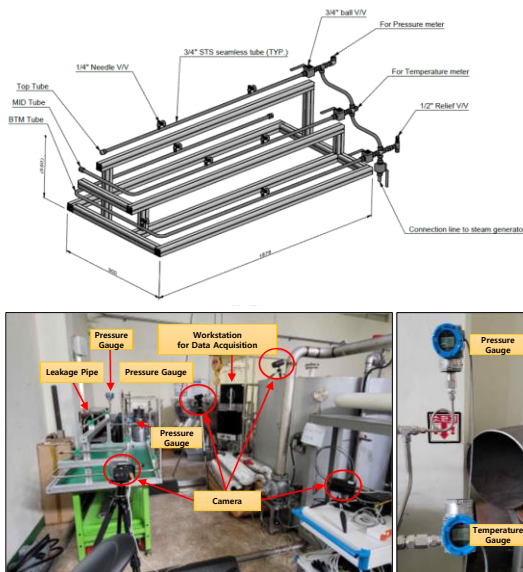 3/4" ball V/V
For Pressure meter
3/4" STS seamless tube (TYP.)
1/4" Needle V/V
For Temperature meter
Top Tube
MID Tube
1/2" Relief V/V
BTM Tube
900
1878
Connection line to steam generator
Pressure
Gauge
Workstation
for Data Acquisition
Pressure
Gauge
Leakage Pipe
Pressure Gauge
Pressure
Gauge
Camera
Temperature
Gauge